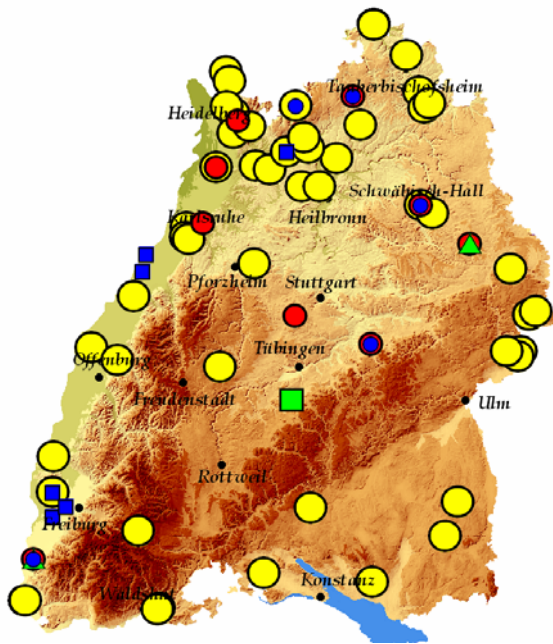 Tauberbischofsheim
Heidelberg
Schwäbisch-Hall
Karlsruhe
Heilbronn
Pforzheim
Stuttgart
Tübingen
Offenburg
Freudenstadt
Ulm
Rottweil
Freiburg
Konstanz
Waldshut